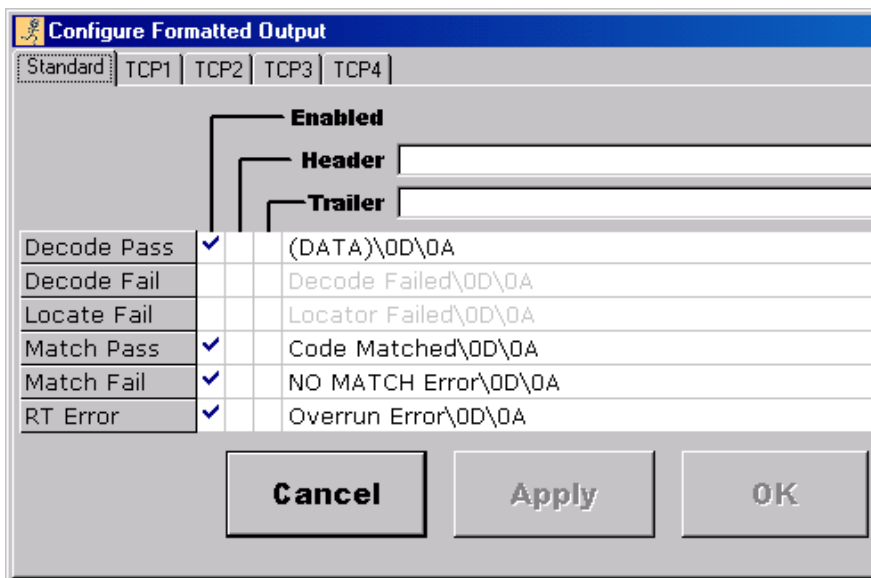 Configure Formatted Output
Standard TCP1 TCP2 TCP3 TCP4
Enabled
Header
Trailer
Decode Pass (DATA)\0D\0A
Decode Fail Decode Failed\0D\0A
Locate Fail Locator Failed\0D\0A
Match Pass Code Matched\0D\0A
Match Fail NO MATCH Error\0D\0A
RT Error Overrun Error\0D\0A
Cancel Apply OK